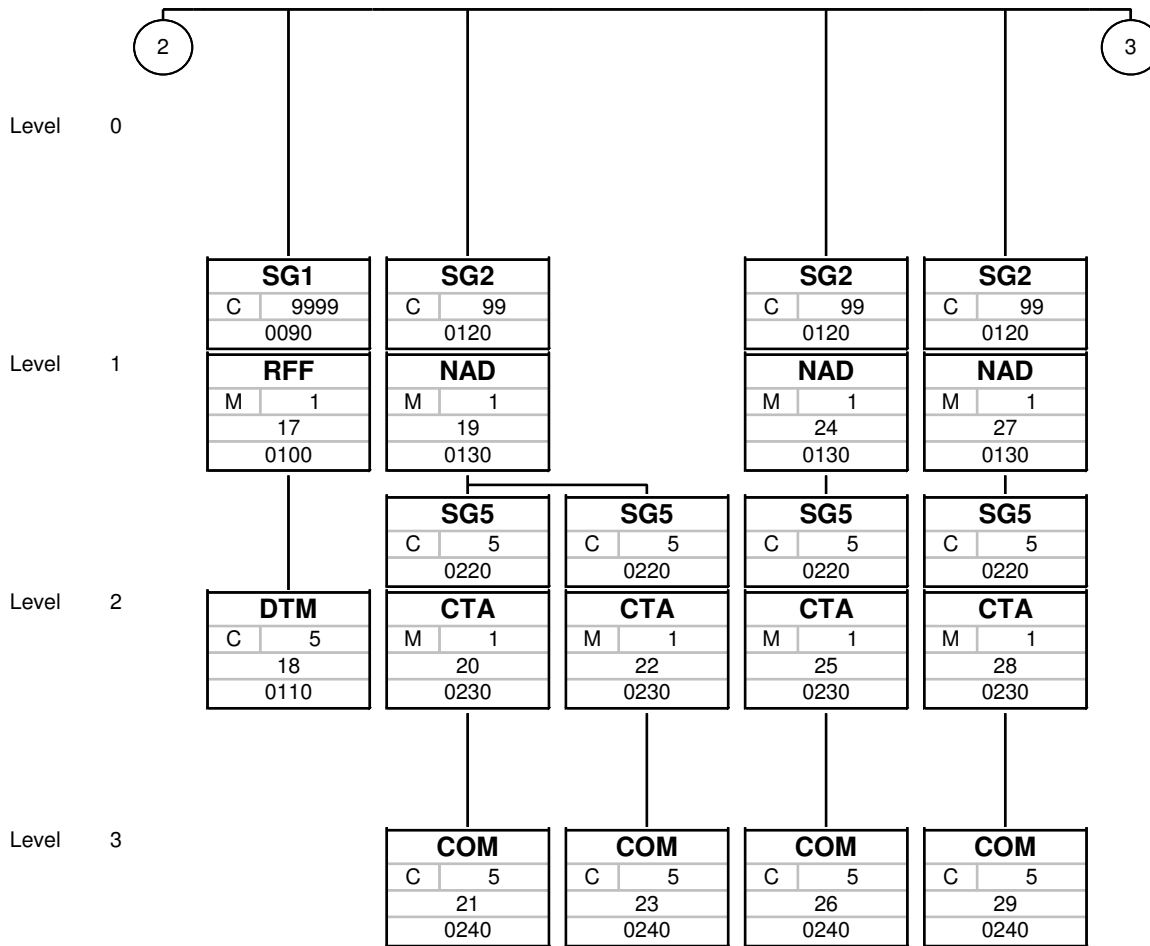 2 3
Level 0
SG1 SG2 SG2 SG2
C 9999 C 99 C 99 C 99
0090 0120 0120 0120
Level 1 RFF NAD NAD NAD
M 1 M 1 M 1 M 1
17 19 24 27
0100 0130 0130 0130
SG5 SG5 SG5 SG5
C 5 C 5 C 5 C 5
0220 0220 0220 0220
Level 2 DTM CTA CTA CTA CTA
C 5 M 1 M 1 M 1 M 1
18 20 22 25 28
0110 0230 0230 0230 0230
Level 3 COM COM COM COM
C 5 C 5 C 5 C 5
21 23 26 29
0240 0240 0240 0240